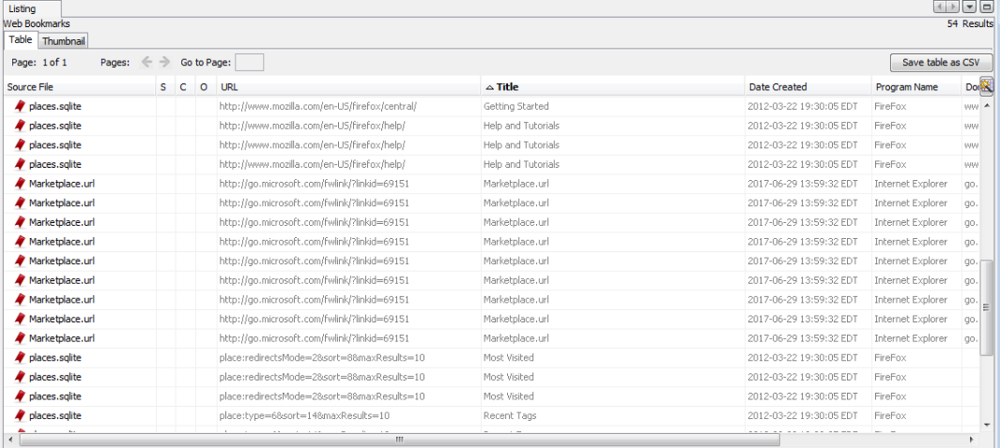 Listing
Web Bookmarks 54 Results
Table Thumbnail
Page: 1 of 1 Pages: Go to Page: Save table as CSV
Source File S C O URL Title Date Created Program Name
places.sqlite http://www.mozilla.com/en-US/firefox/central/ Getting Started 2012-03-22 19:30:05 EDT FireFox
places.sqlite http://www.mozilla.com/en-US/firefox/help/ Help and Tutorials 2012-03-22 19:30:05 EDT FireFox
places.sqlite http://www.mozilla.com/en-US/firefox/help/ Help and Tutorials 2012-03-22 19:30:05 EDT FireFox
places.sqlite http://www.mozilla.com/en-US/firefox/help/ Help and Tutorials 2012-03-22 19:30:05 EDT FireFox
Marketplace.url http://go.microsoft.com/fwlink/?linkid=69151 Marketplace.url 2017-06-29 13:59:32 EDT Internet Explorer go.
Marketplace.url http://go.microsoft.com/fwlink/?linkid=69151 Marketplace.url 2017-06-29 13:59:32 EDT Internet Explorer go.
Marketplace.url http://go.microsoft.com/fwlink/?linkid=69151 Marketplace.url 2017-06-29 13:59:32 EDT Internet Explorer go.
Marketplace.url http://go.microsoft.com/fwlink/?linkid=69151 Marketplace.url 2017-06-29 13:59:32 EDT Internet Explorer go.
Marketplace.url http://go.microsoft.com/fwlink/?linkid=69151 Marketplace.url 2017-06-29 13:59:32 EDT Internet Explorer go.
Marketplace.url http://go.microsoft.com/fwlink/?linkid=69151 Marketplace.url 2017-06-29 13:59:32 EDT Internet Explorer go.
Marketplace.url http://go.microsoft.com/fwlink/?linkid=69151 Marketplace.url 2017-06-29 13:59:32 EDT Internet Explorer go.
Marketplace.url http://go.microsoft.com/fwlink/?linkid=69151 Marketplace.url 2017-06-29 13:59:32 EDT Internet Explorer go.
Marketplace.url http://go.microsoft.com/fwlink/?linkid=69151 Marketplace.url 2017-06-29 13:59:32 EDT Internet Explorer go.
places.sqlite place:redirectsMode=2&sort=8&maxResults=10 Most Visited 2012-03-22 19:30:05 EDT FireFox
places.sqlite place:redirectsMode=2&sort=8&maxResults=10 Most Visited 2012-03-22 19:30:05 EDT FireFox
places.sqlite place:redirectsMode=2&sort=8&maxResults=10 Most Visited 2012-03-22 19:30:05 EDT FireFox
places.sqlite place:type=6&sort=14&maxResults=10 Recent Tags 2012-03-22 19:30:05 EDT FireFox